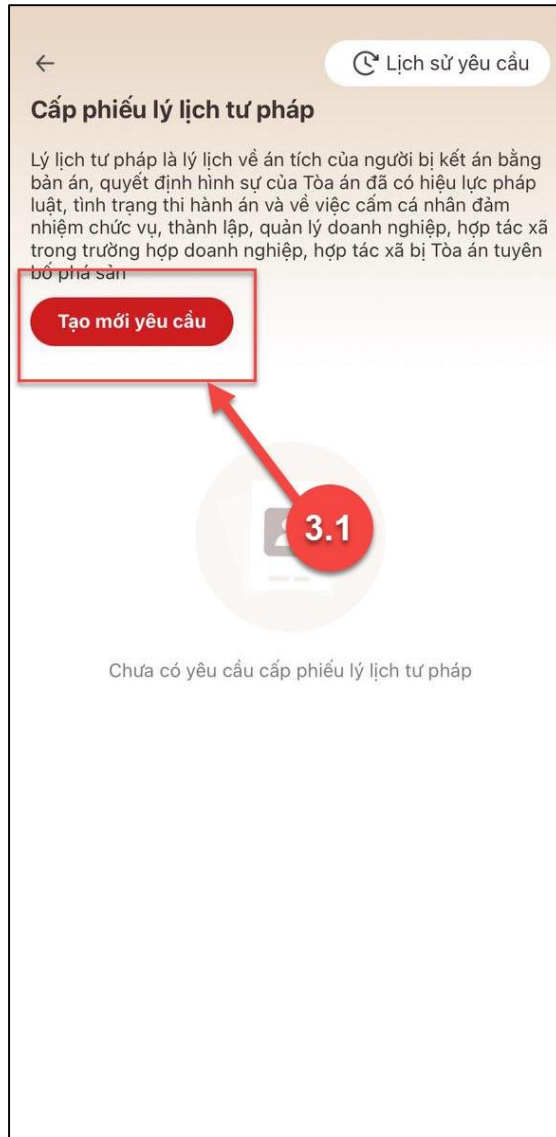 Lịch sử yêu cầu
Cấp phiếu lý lịch tư pháp
Lý lịch tư pháp là lý lịch về án tích của người bị kết án bằng
bản án, quyết định hình sự của Tòa án đã có hiệu lực pháp
luật, tình trạng thi hành án và về việc cấm cá nhân đảm
nhiệm chức vụ, thành lập, quản lý doanh nghiệp, hợp tác xã
trong trường hợp doanh nghiệp, hợp tác xã bị Tòa án tuyên
bố phá sản
Tạo mới yêu cầu
3.1
Chưa có yêu cầu cấp phiếu lý lịch tư pháp